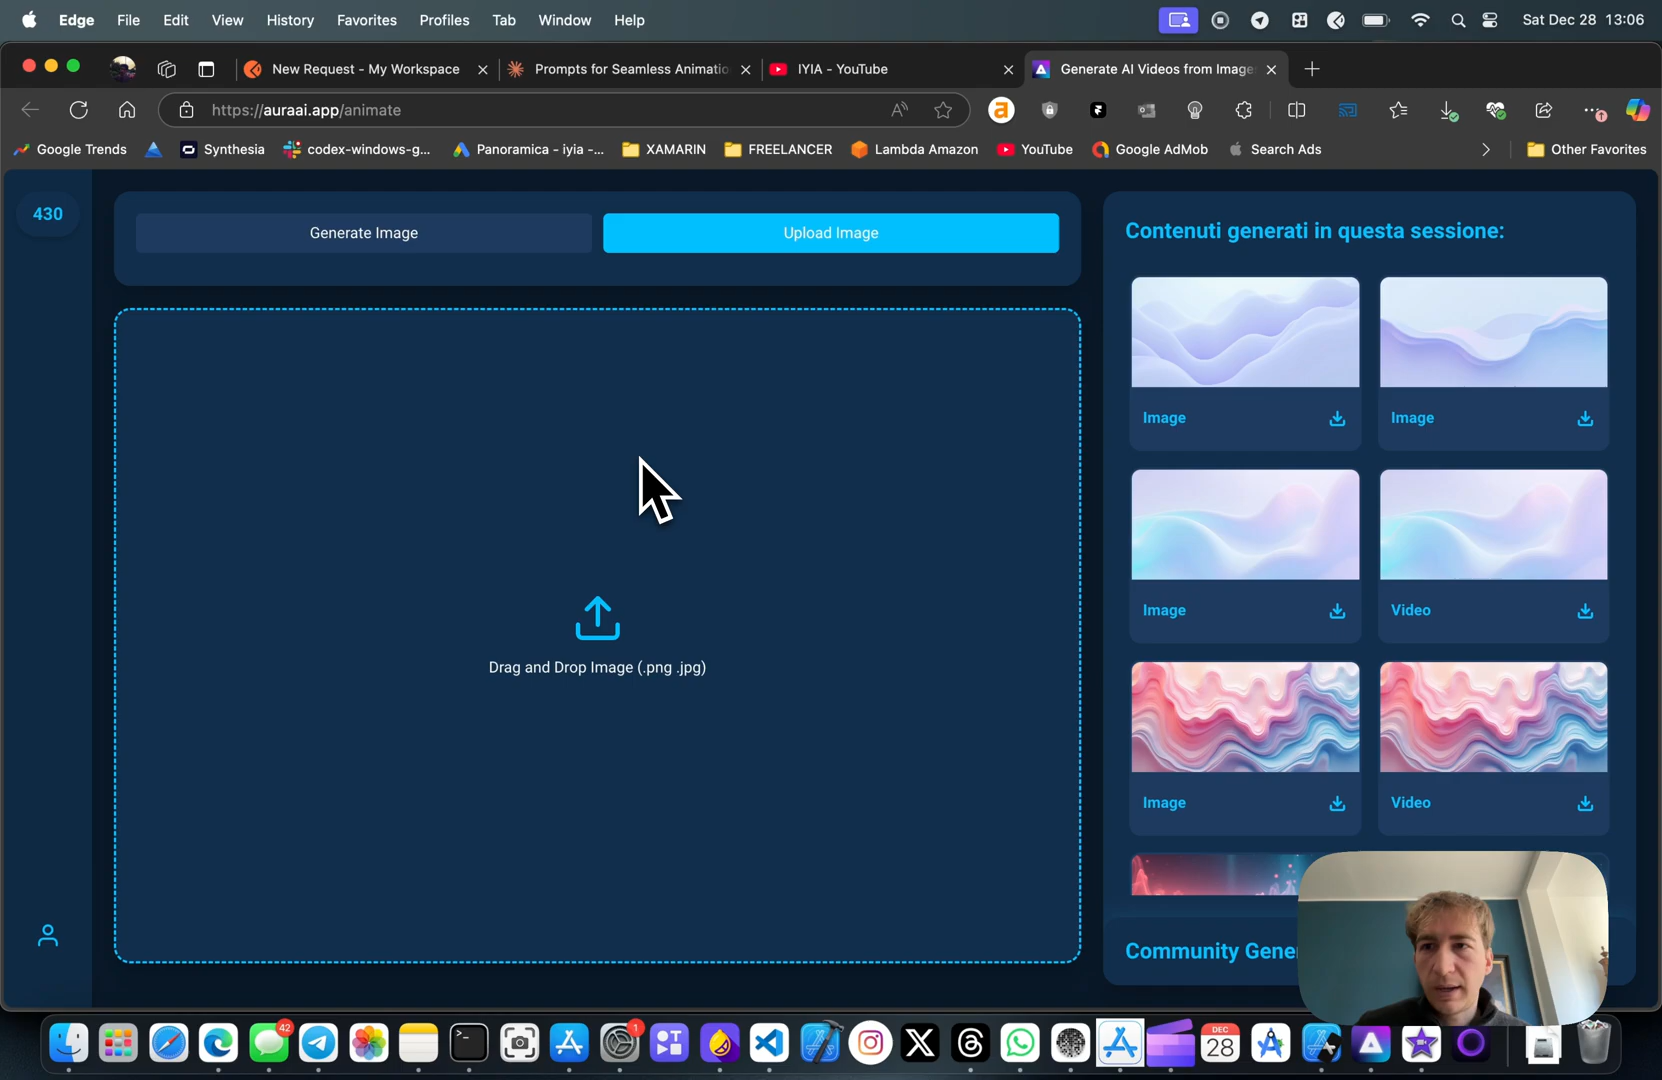 Edge File Edit View History Favorites Profiles Tab Window Help
Sat Dec 28 13:06
New Request - My Workspace
Prompts for Seamless Animatio
IYIA - YouTube
Generate AI Videos from Image
https://auraai.app/animate
Google Trends
Synthesia
codex-windows-g...
Panoramica - iyia -...
XAMARIN
FREELANCER
Lambda Amazon
YouTube
Google AdMob
Search Ads
Other Favorites
430
Generate Image
Upload Image
Drag and Drop Image (.png .jpg)
Contenuti generati in questa sessione:
Image
Image
Image
Video
Image
Video
Community Gene
42
1
DEC
28